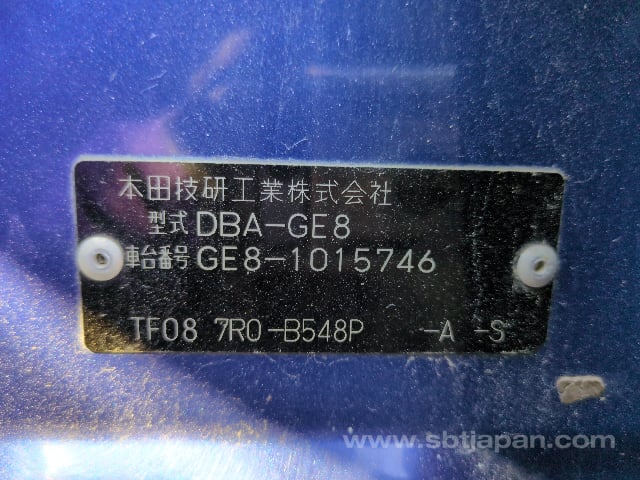 本田技研工業株式会社
型式 DBA-GE8
車台番号 GE8-1015746
TF08 7R0-B548P -A -S
www.sbtjapan.com